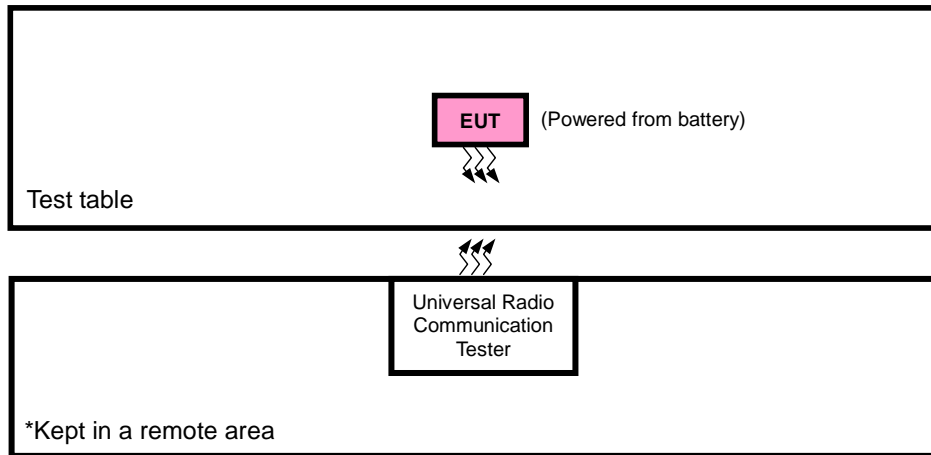 EUT
(Powered from battery)
Test table
Universal Radio
Communication
Tester
*Kept in a remote area